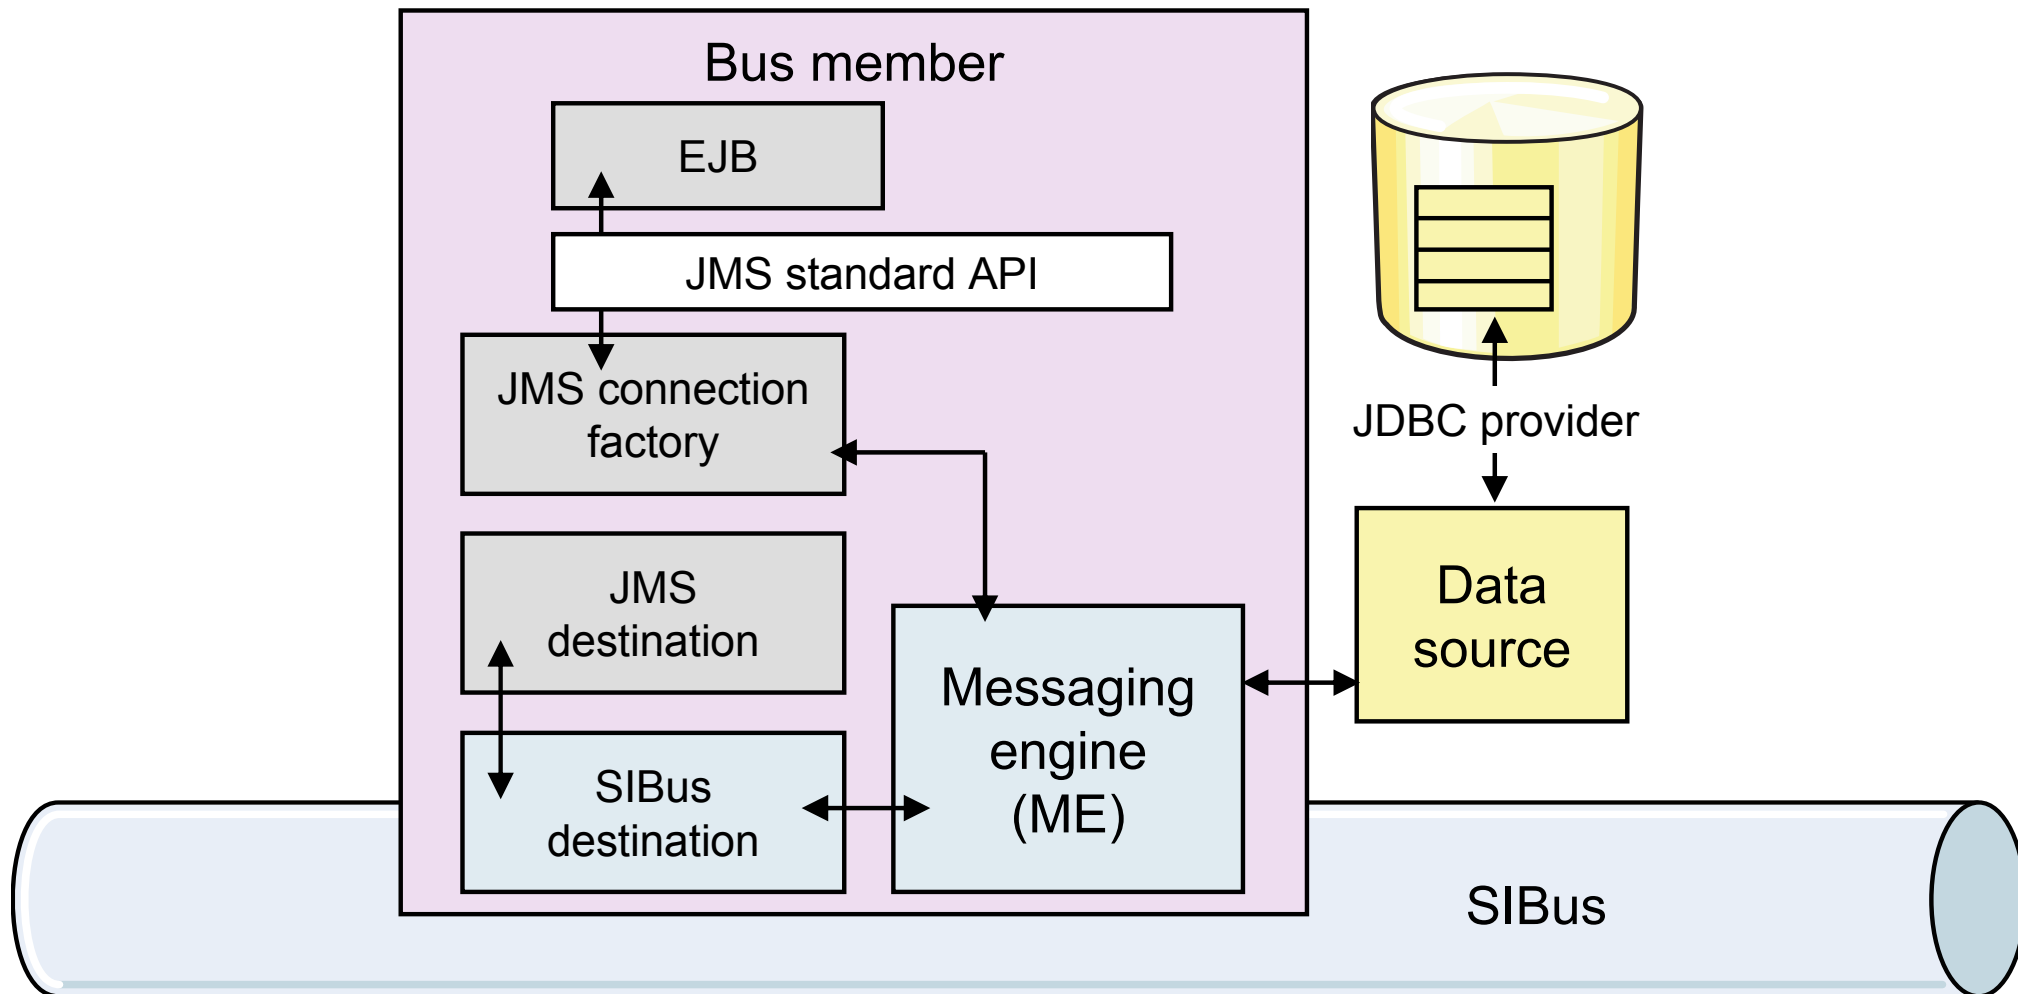 Bus member
EJB
JMS standard API
JMS connection
factory
JDBC provider
JMS
destination
Data
source
Messaging
engine
(ME)
SIBus
destination
SIBus